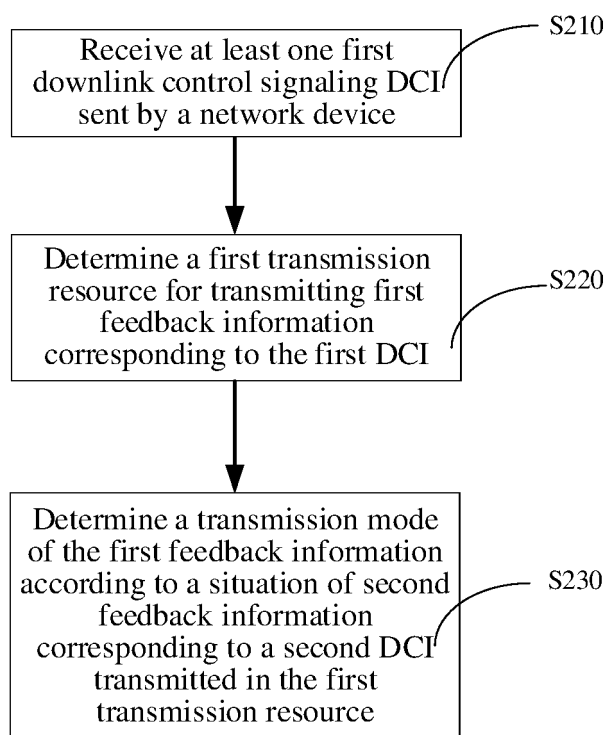 Receive at least one first
downlink control signaling DCI
sent by a network device
S210
Determine a first transmission
resource for transmitting first
feedback information
corresponding to the first DCI
S220
Determine a transmission mode
of the first feedback information
according to a situation of second
feedback information
corresponding to a second DCI
transmitted in the first
transmission resource
S230